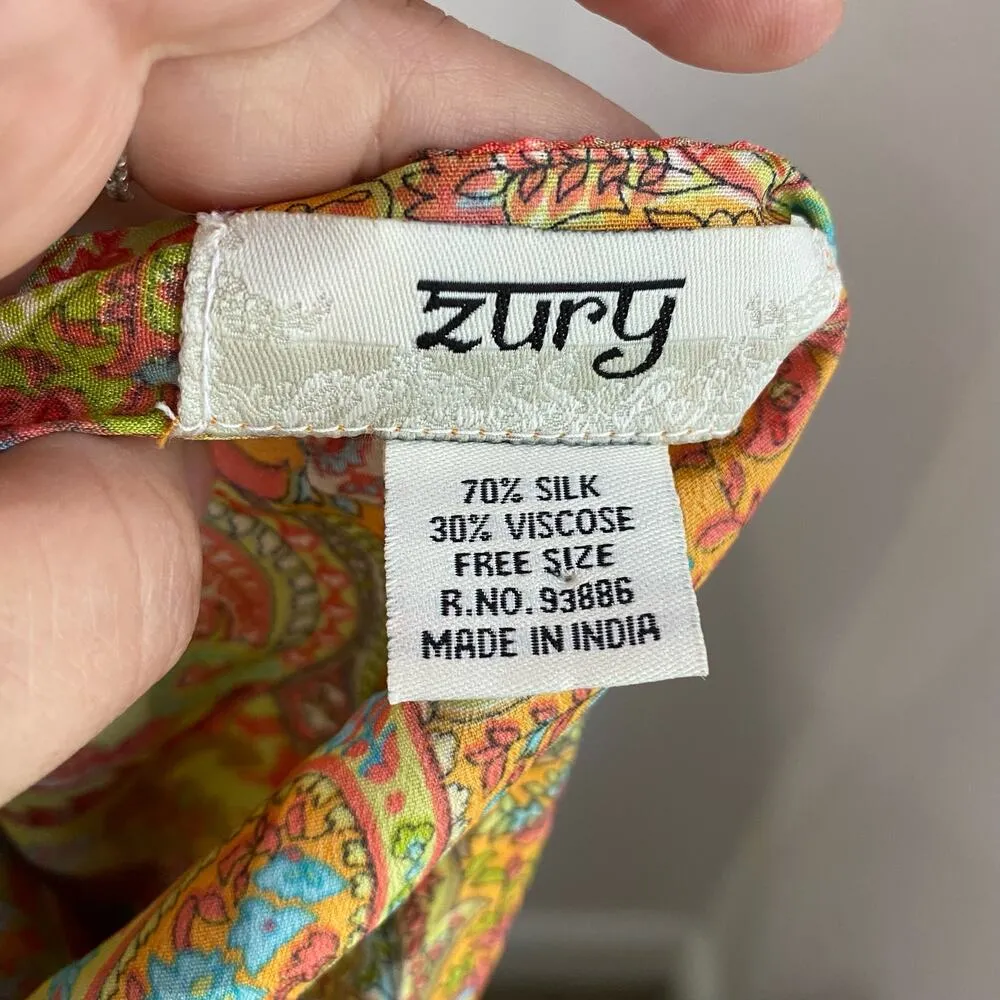 zury
70% SILK
30% VISCOSE
FREE SIZE
R.NO. 93886
MADE IN INDIA